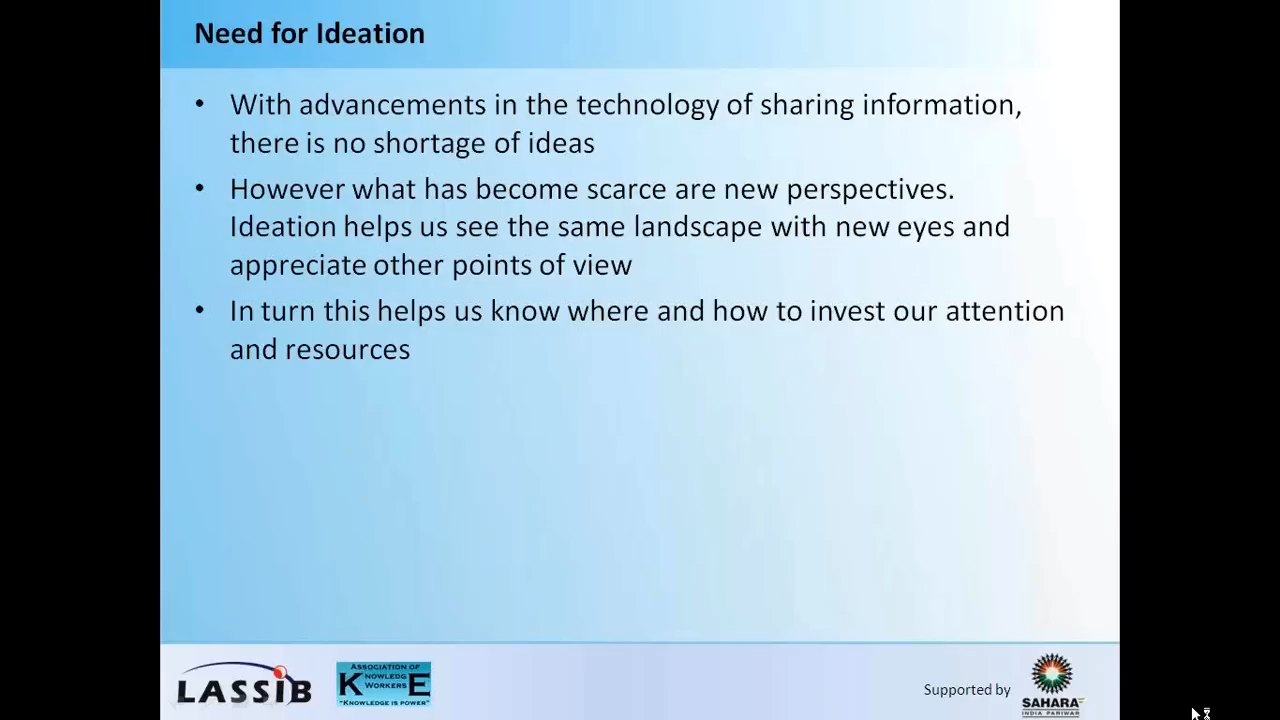 Need for Ideation
• With advancements in the technology of sharing information,
there is no shortage of ideas
• However what has become scarce are new perspectives.
Ideation helps us see the same landscape with new eyes and
appreciate other points of view
• In turn this helps us know where and how to invest our attention
and resources
LASSIB
ASSOCIATION OF
KNOWLEDGE
WORKERS
"KNOWLEDGE IS POWER"
Supported by
SAHARA
INDIA PARIWAR